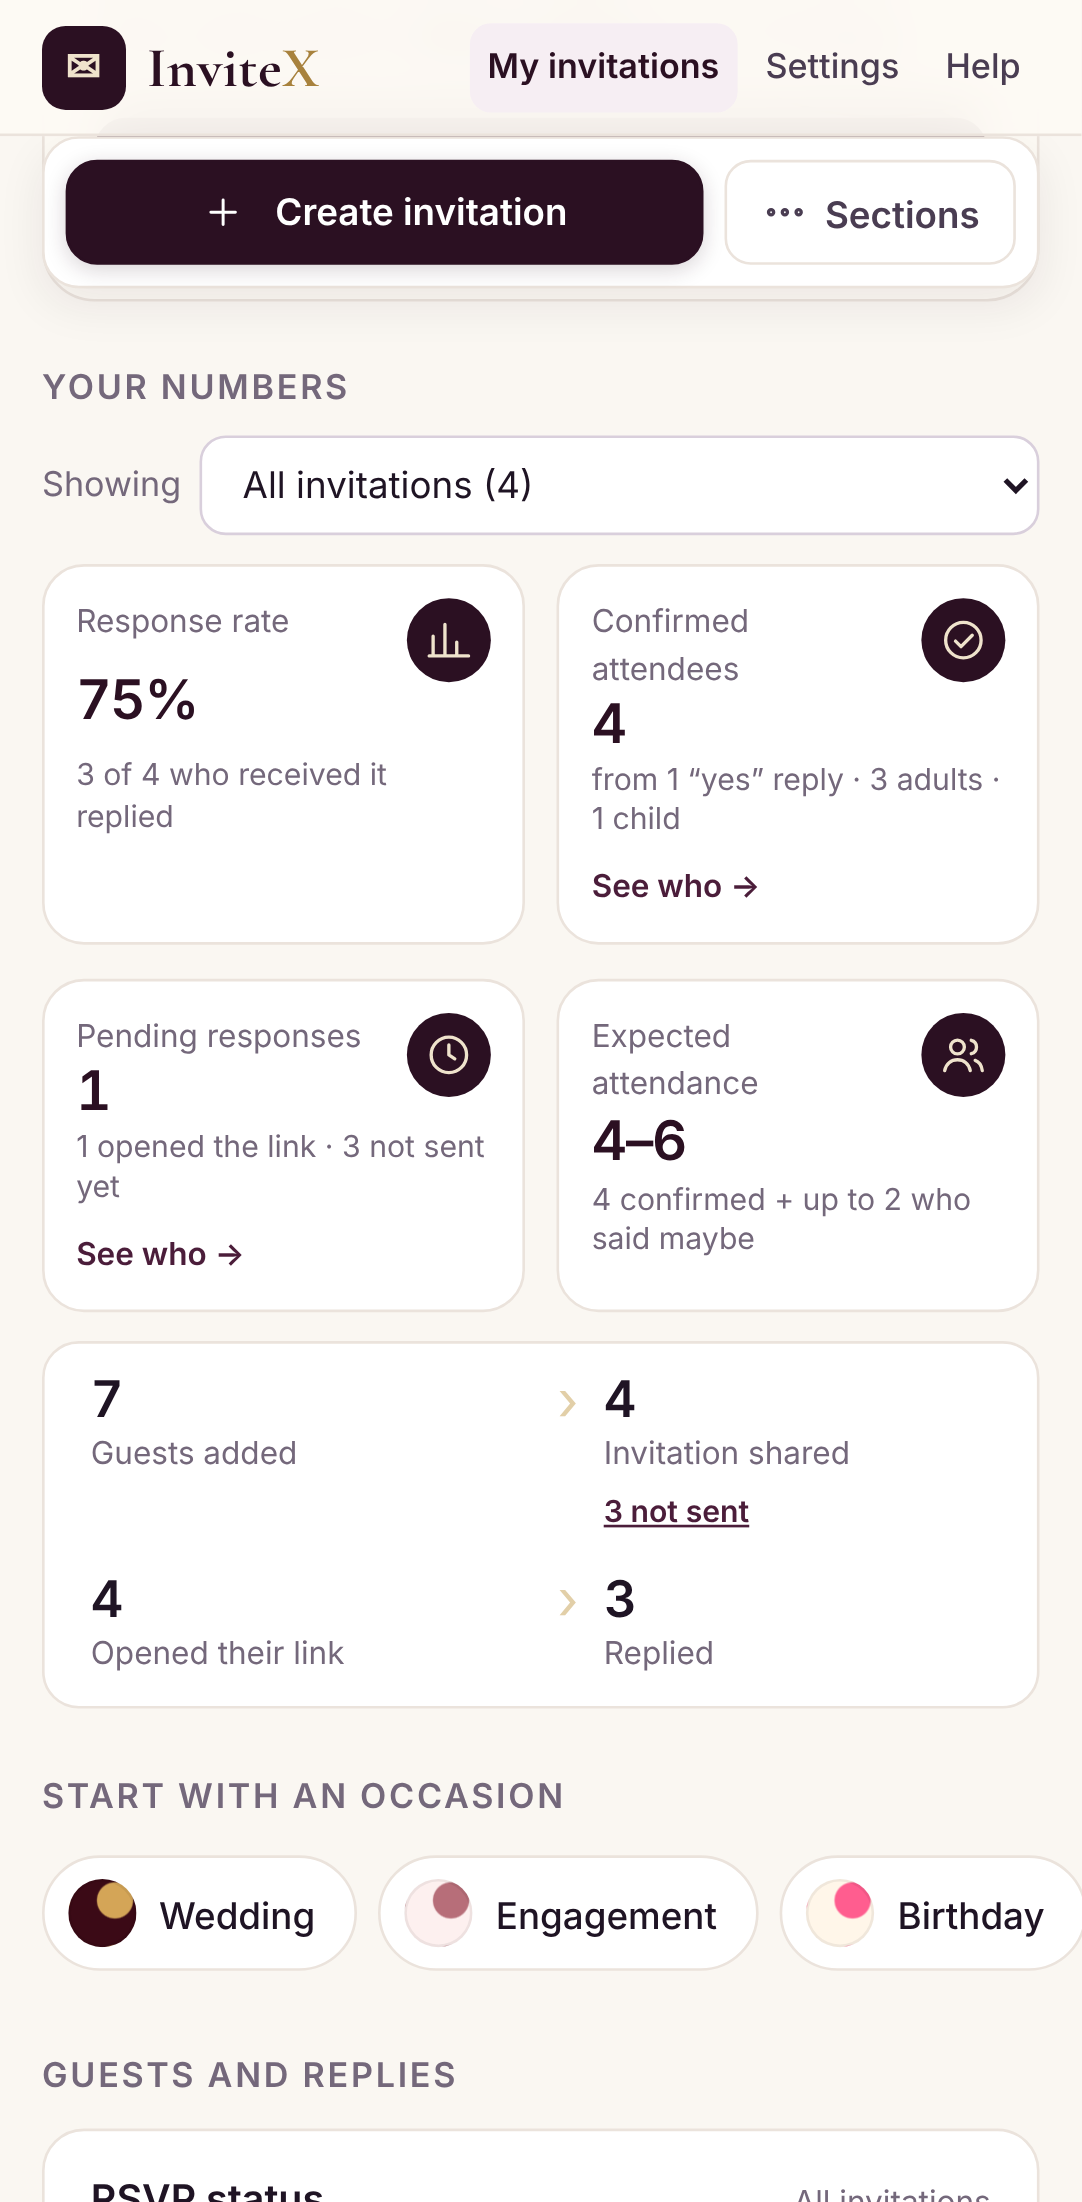 InviteX
My invitations
Settings
Help
+ Create invitation
Sections
YOUR NUMBERS
Showing
All invitations (4)
Response rate
75%
3 of 4 who received it
replied
Confirmed
attendees
4
from 1 “yes” reply · 3 adults ·
1 child
See who →
Pending responses
1
1 opened the link · 3 not sent
yet
See who →
Expected
attendance
4–6
4 confirmed + up to 2 who
said maybe
7
Guests added
› 4
Invitation shared
3 not sent
4
Opened their link
› 3
Replied
START WITH AN OCCASION
Wedding
Engagement
Birthday
GUESTS AND REPLIES
RSVP status
All invitations